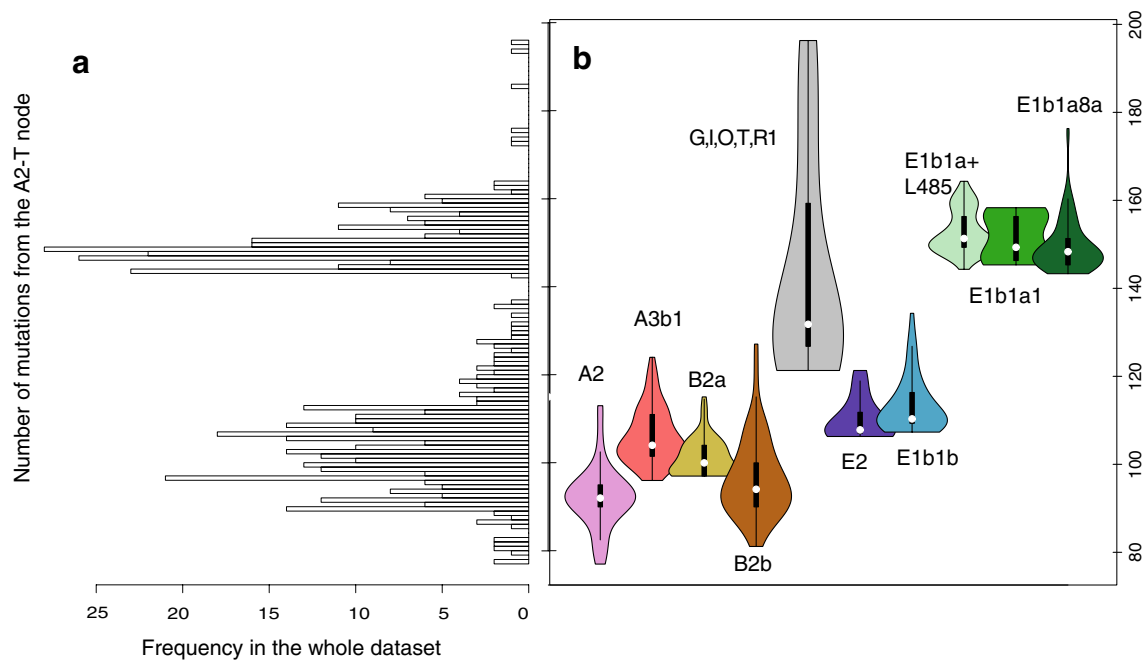 a
b
Number of mutations from the A2-T node
25
20
15
10
5
0
Frequency in the whole dataset
G,I,O,T,R1
E1b1a8a
E1b1a+
L485
E1b1a1
A3b1
A2
B2a
B2b
E2
E1b1b
200
180
160
140
120
100
80